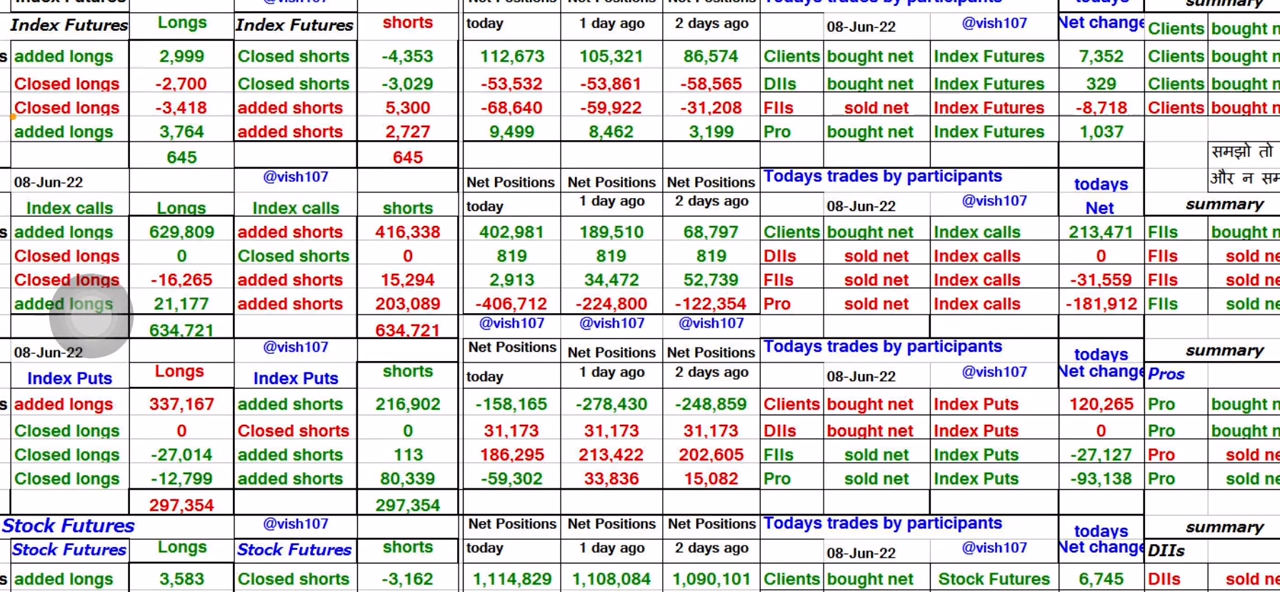 Index Futures @vish107 Net Positions Net Positions Net Positions Todays trades by participants todays summary
Index Futures Longs Index Futures shorts today 1 day ago 2 days ago 08-Jun-22 @vish107 Net change Clients bought
s added longs 2,999 Closed shorts -4,353 112,673 105,321 86,574 Clients bought net Index Futures 7,352 Clients bought
Closed longs -2,700 Closed shorts -3,029 -53,532 -53,861 -58,565 DIIs bought net Index Futures 329 Clients bought
Closed longs -3,418 added shorts 5,300 -68,640 -59,922 -31,208 FIIs sold net Index Futures -8,718 Clients bought
added longs 3,764 added shorts 2,727 9,499 8,462 3,199 Pro bought net Index Futures 1,037
645 645 समझो तो
08-Jun-22 @vish107 Net Positions Net Positions Net Positions Todays trades by participants todays और न सम
Index calls Longs Index calls shorts today 1 day ago 2 days ago 08-Jun-22 @vish107 Net summary
s added longs 629,809 added shorts 416,338 402,981 189,510 68,797 Clients bought net Index calls 213,471 FIIs bought
Closed longs 0 Closed shorts 0 819 819 819 DIIs sold net Index calls 0 FIIs sold ne
Closed longs -16,265 added shorts 15,294 2,913 34,472 52,739 FIIs sold net Index calls -31,559 FIIs sold ne
added longs 21,177 added shorts 203,089 -406,712 -224,800 -122,354 Pro sold net Index calls -181,912 FIIs sold ne
634,721 634,721 @vish107 @vish107 @vish107
08-Jun-22 @vish107 Net Positions Net Positions Net Positions Todays trades by participants todays summary
Index Puts Longs Index Puts shorts today 1 day ago 2 days ago 08-Jun-22 @vish107 Net change Pros
s added longs 337,167 added shorts 216,902 -158,165 -278,430 -248,859 Clients bought net Index Puts 120,265 Pro bought
Closed longs 0 Closed shorts 0 31,173 31,173 31,173 DIIs bought net Index Puts 0 Pro bought
Closed longs -27,014 added shorts 113 186,295 213,422 202,605 FIIs sold net Index Puts -27,127 Pro sold ne
Closed longs -12,799 added shorts 80,339 -59,302 33,836 15,082 Pro sold net Index Puts -93,138 Pro sold ne
297,354 297,354
Stock Futures @vish107 Net Positions Net Positions Net Positions Todays trades by participants todays summary
Stock Futures Longs Stock Futures shorts today 1 day ago 2 days ago 08-Jun-22 @vish107 Net change DIIs
s added longs 3,583 Closed shorts -3,162 1,114,829 1,108,084 1,090,101 Clients bought net Stock Futures 6,745 DIIs sold ne